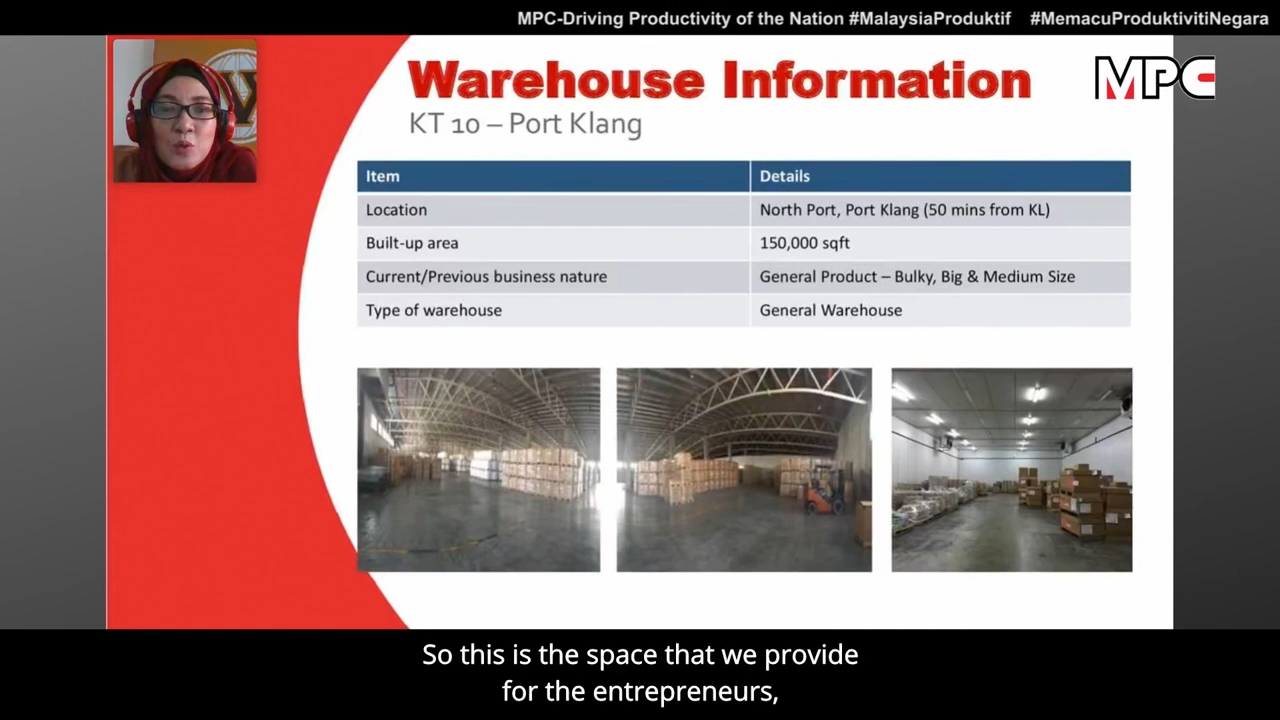 MPC-Driving Productivity of the Nation #MalaysiaProduktif #MemacuProduktivitiNegara
Warehouse Information
MPC
KT 10 – Port Klang
Item Details
Location North Port, Port Klang (50 mins from KL)
Built-up area 150,000 sqft
Current/Previous business nature General Product – Bulky, Big & Medium Size
Type of warehouse General Warehouse
So this is the space that we provide
for the entrepreneurs,